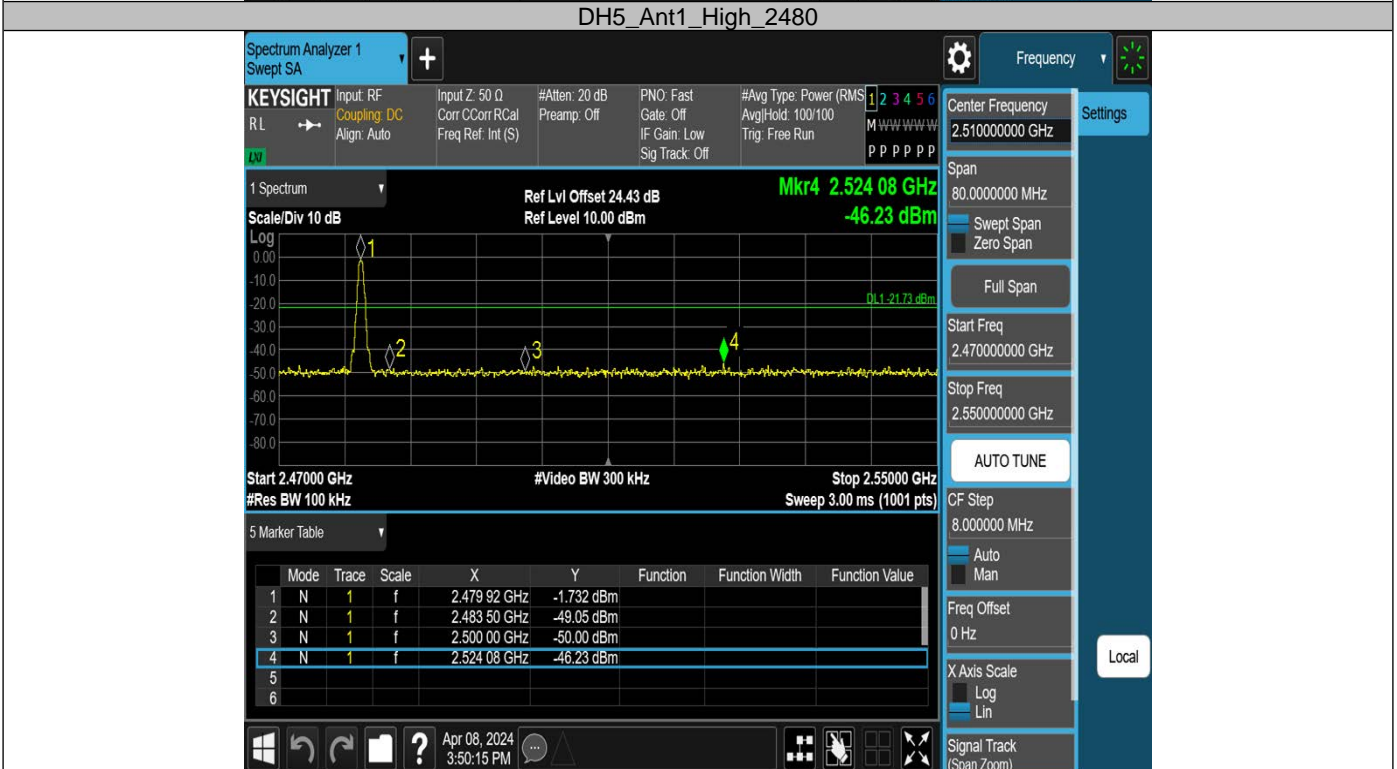 DH5_Ant1_High_2480
Spectrum Analyzer 1
Swept SA
+
Frequency
KEYSIGHT
RL
LXI
Input: RF
Coupling: DC
Align: Auto
Input Z: 50 Ω
Corr CCorr RCal
Freq Ref: Int (S)
#Atten: 20 dB
Preamp: Off
PNO: Fast
Gate: Off
IF Gain: Low
Sig Track: Off
#Avg Type: Power (RMS
Avg|Hold: 100/100
Trig: Free Run
1 2 3 4 5 6
M W W W W W
P P P P P P
1 Spectrum
Scale/Div 10 dB
Ref Lvl Offset 24.43 dB
Ref Level 10.00 dBm
Mkr4 2.524 08 GHz
-46.23 dBm
Log
0.00
-10.0
-20.0
-30.0
-40.0
-50.0
-60.0
-70.0
-80.0
1
2
3
4
DL1 -21.73 dBm
Start 2.47000 GHz
#Res BW 100 kHz
#Video BW 300 kHz
Stop 2.55000 GHz
Sweep 3.00 ms (1001 pts)
5 Marker Table
Mode Trace Scale X Y Function Function Width Function Value
1 N 1 f 2.479 92 GHz -1.732 dBm
2 N 1 f 2.483 50 GHz -49.05 dBm
3 N 1 f 2.500 00 GHz -50.00 dBm
4 N 1 f 2.524 08 GHz -46.23 dBm
5
6
?
Apr 08, 2024
3:50:15 PM
Center Frequency
2.510000000 GHz
Settings
Span
80.0000000 MHz
Swept Span
Zero Span
Full Span
Start Freq
2.470000000 GHz
Stop Freq
2.550000000 GHz
AUTO TUNE
CF Step
8.000000 MHz
Auto
Man
Freq Offset
0 Hz
Local
X Axis Scale
Log
Lin
Signal Track
(Span Zoom)